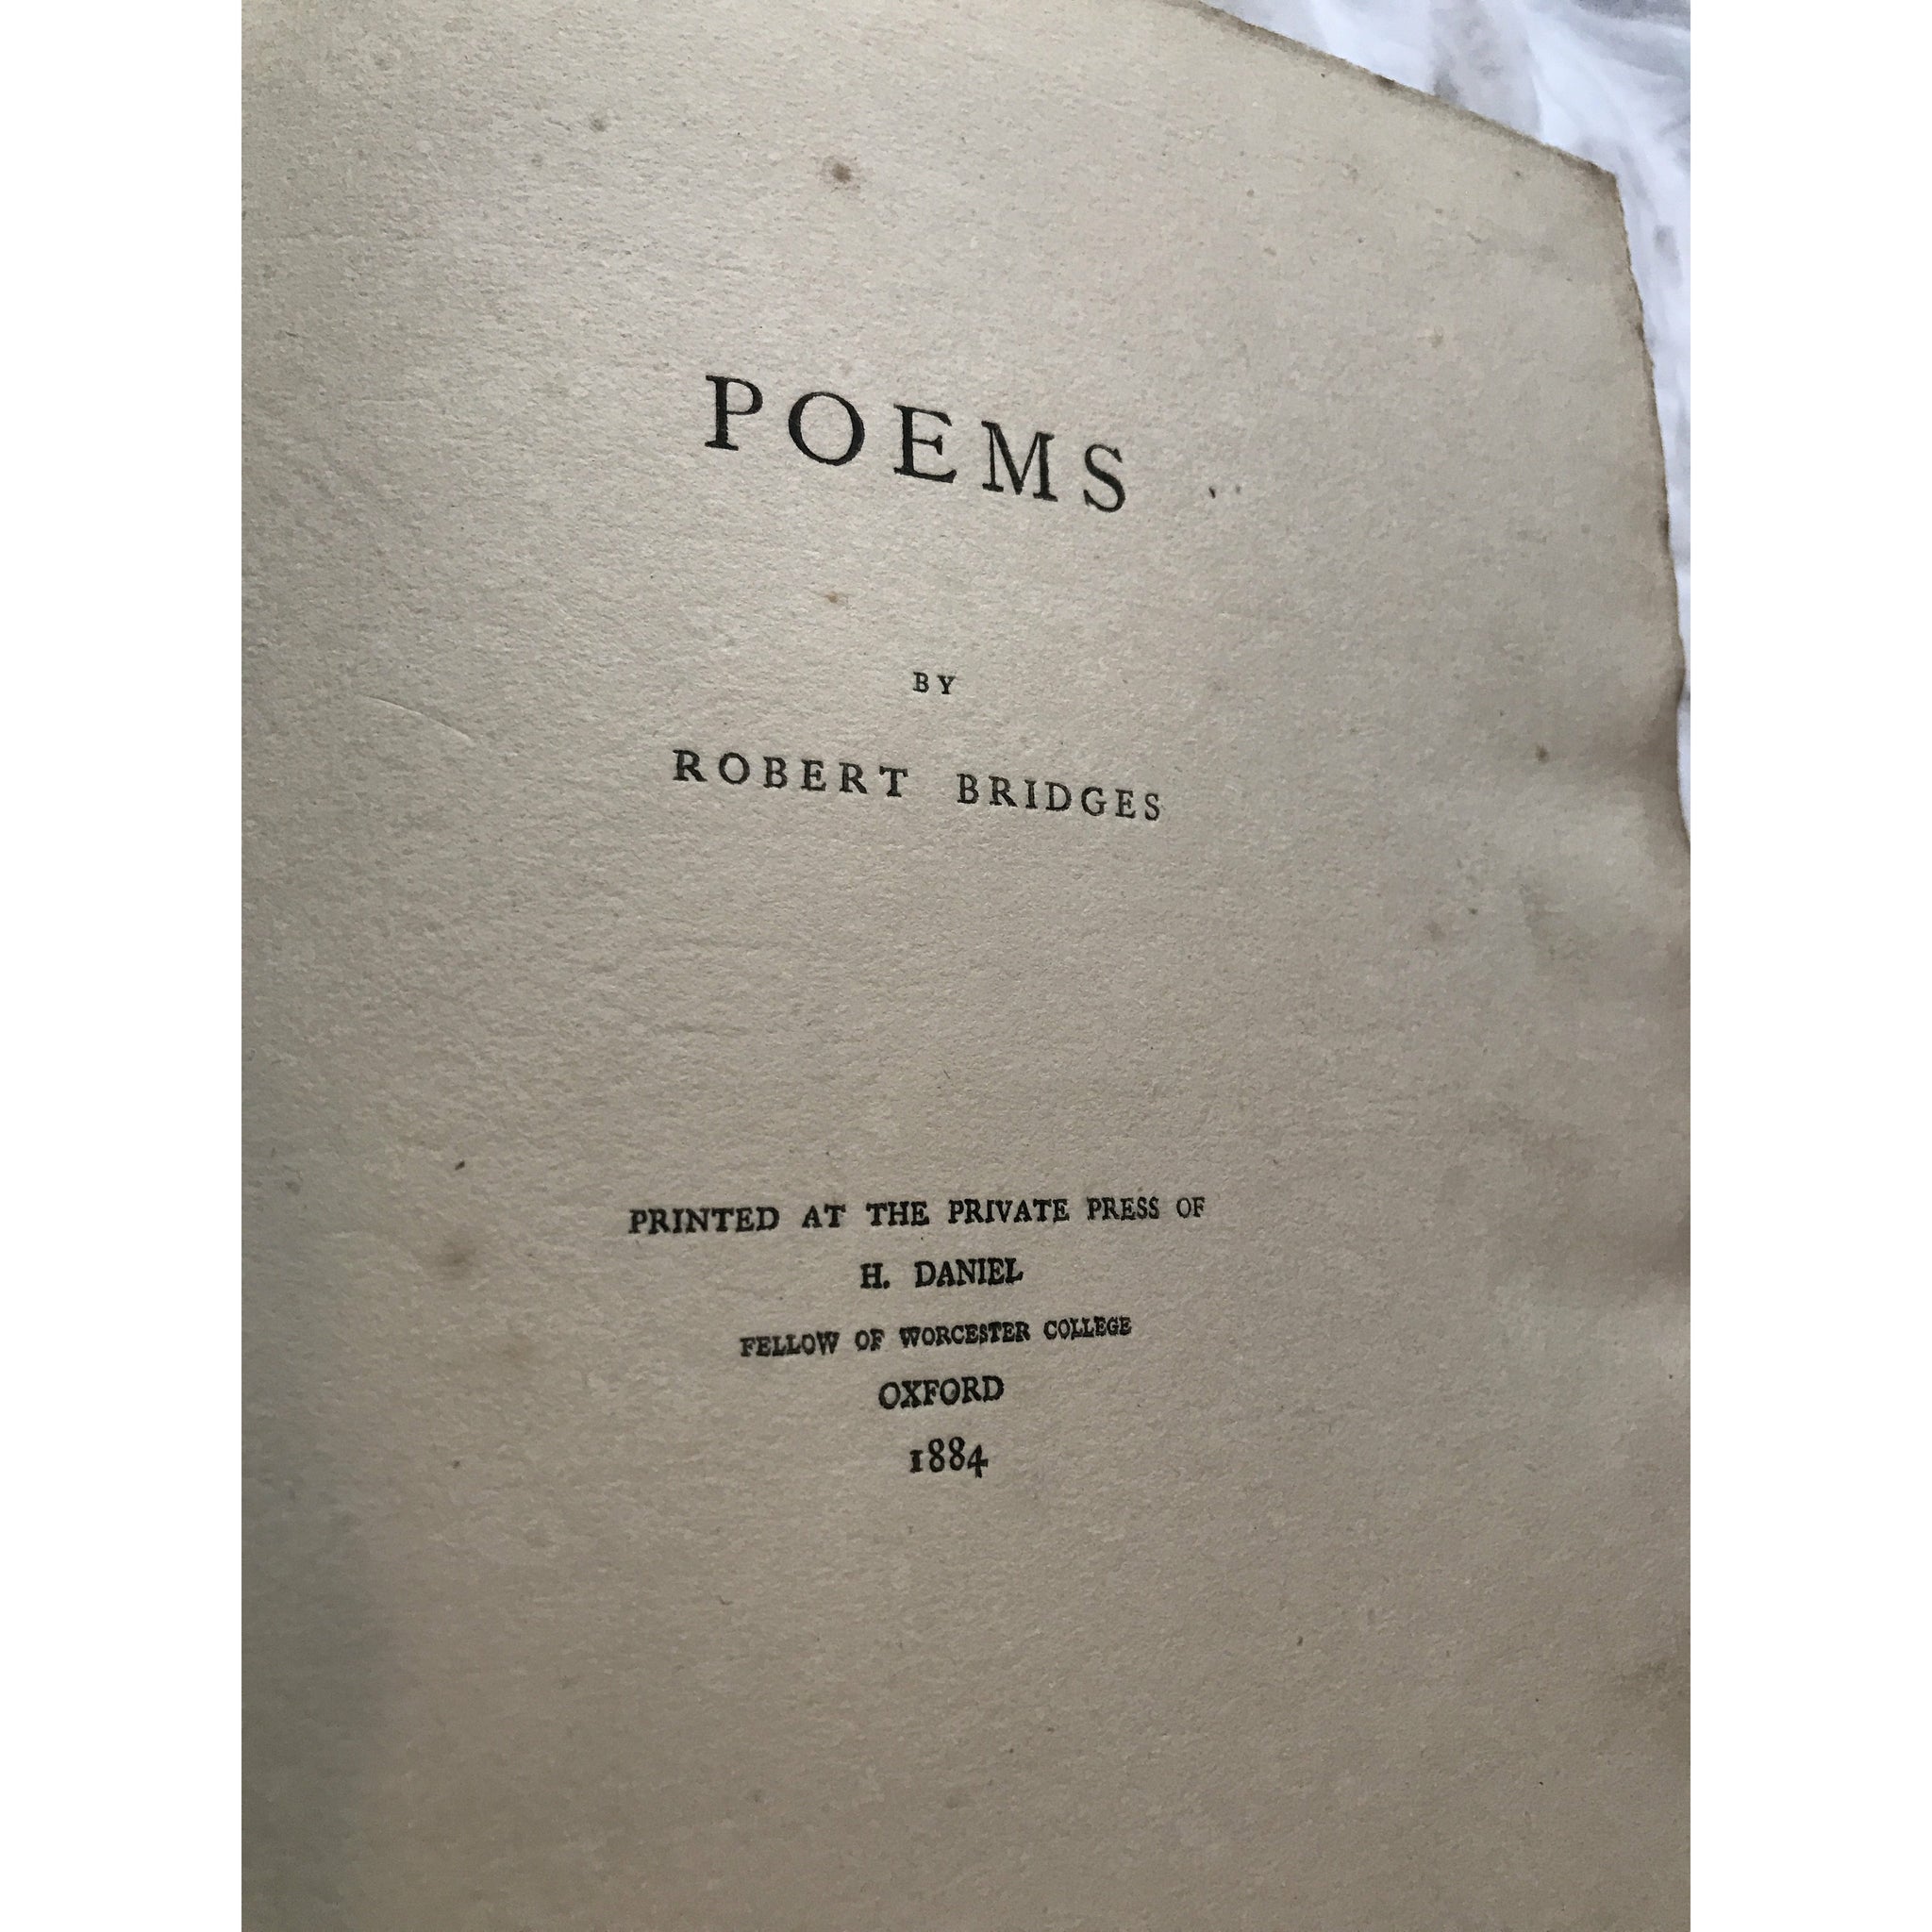 POEMS
BY
ROBERT BRIDGES
PRINTED AT THE PRIVATE PRESS OF
H. DANIEL
FELLOW OF WORCESTER COLLEGE
OXFORD
1884